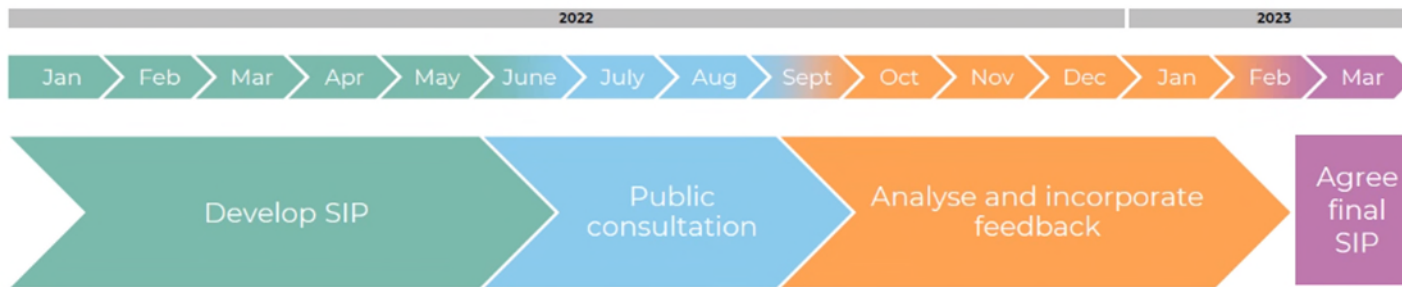 2022 2023
Jan Feb Mar Apr May June July Aug Sept Oct Nov Dec Jan Feb Mar
Develop SIP
Public
consultation
Analyse and incorporate
feedback
Agree
final
SIP